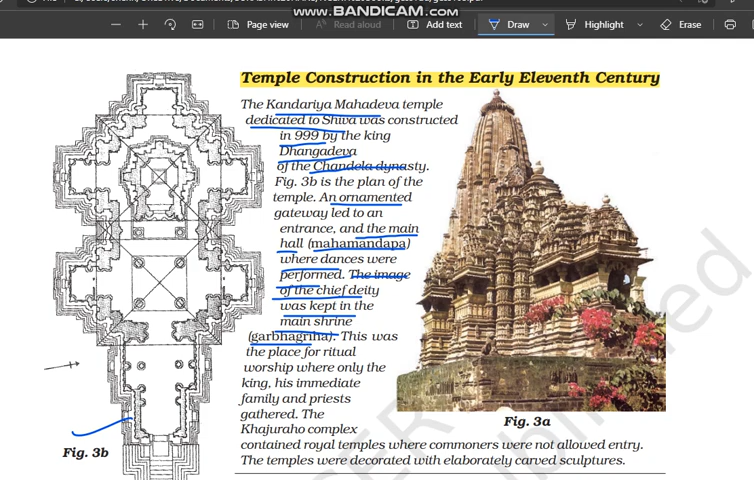 www.BANDICAM.com
Page view
Read aloud
Add text
Draw
Highlight
Erase
Temple Construction in the Early Eleventh Century
The Kandariya Mahadeva temple
dedicated to Shiva was constructed
in 999 by the king
Dhangadeva
of the Chandela dynasty.
Fig. 3b is the plan of the
temple. An ornamented
gateway led to an
entrance, and the main
hall (mahamandapa)
where dances were
performed. The image
of the chief deity
was kept in the
main shrine
(garbhagriha). This was
the place for ritual
worship where only the
king, his immediate
family and priests
gathered. The
Khajuraho complex
contained royal temples where commoners were not allowed entry.
The temples were decorated with elaborately carved sculptures.
Fig. 3a
Fig. 3b